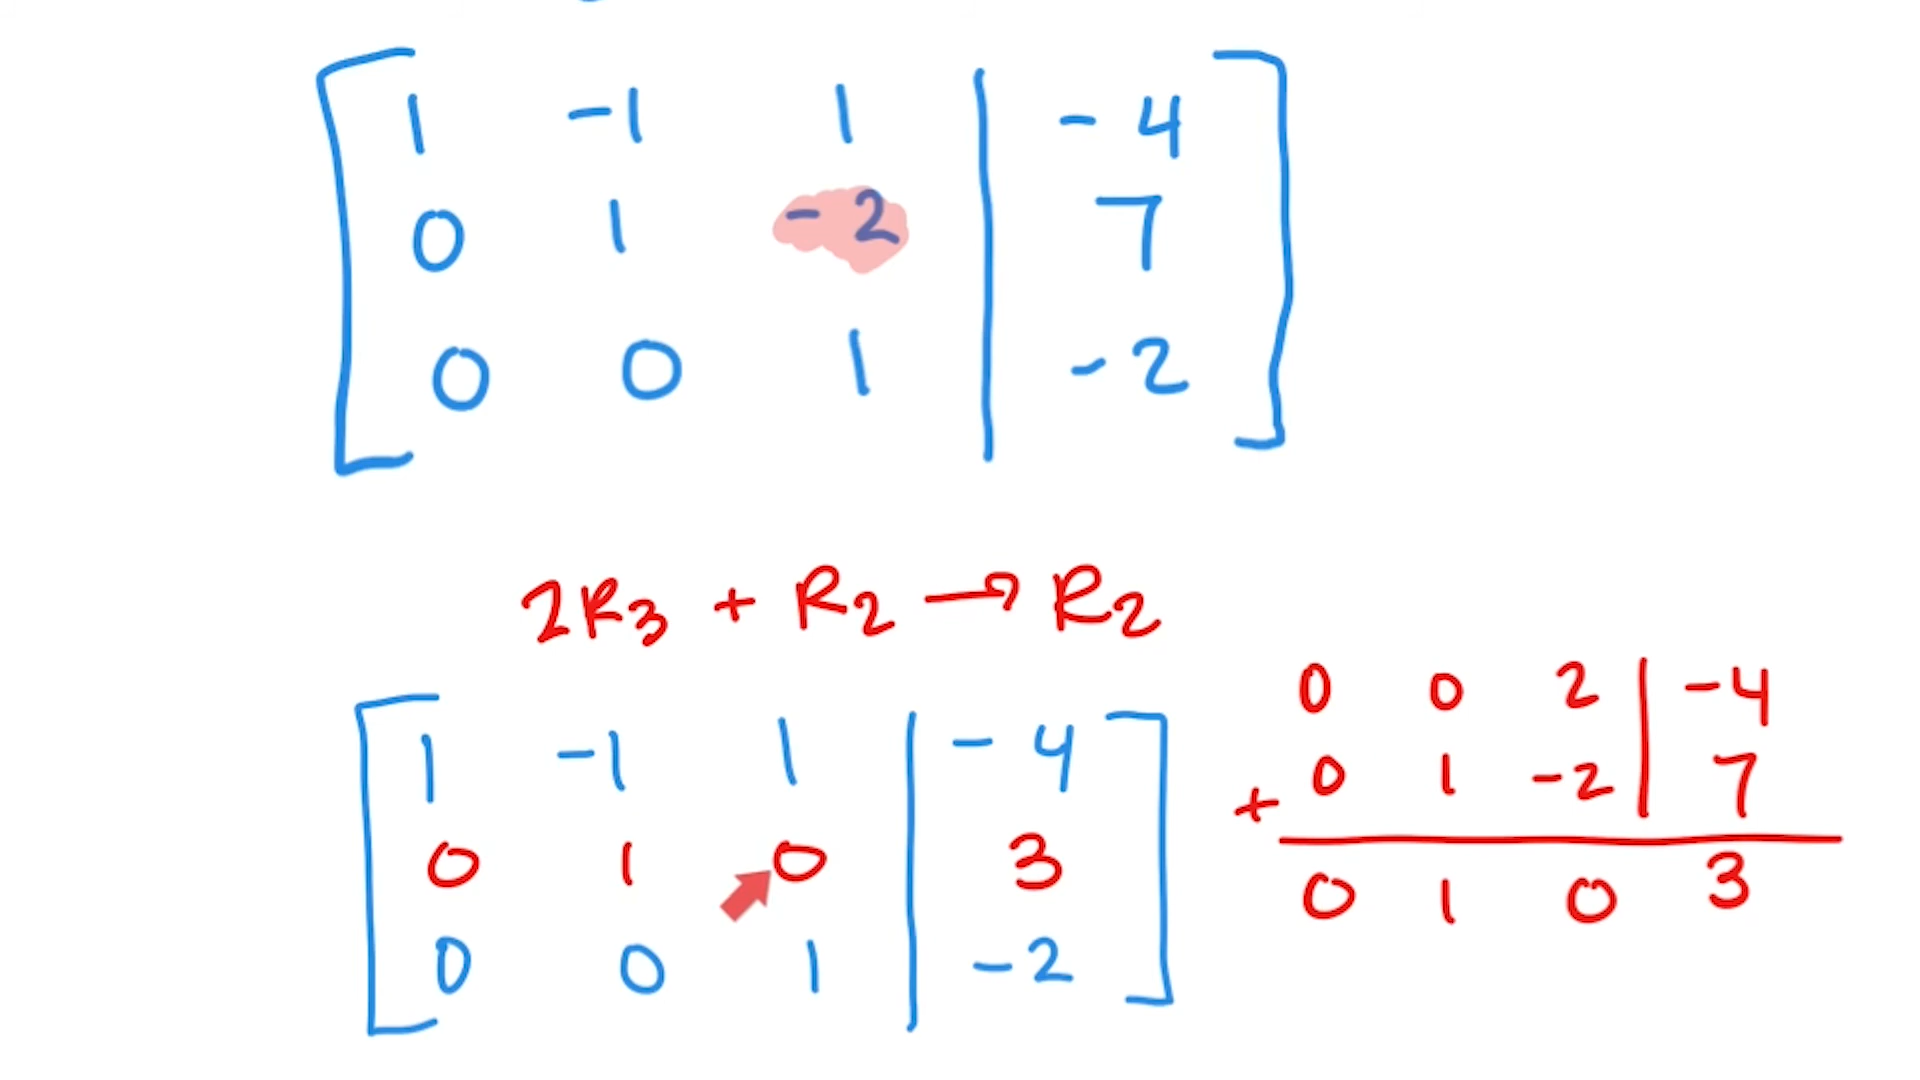 1 -1 1 | -4
0 1 -2 | 7
0 0 1 | -2
2R₃ + R₂ → R₂
1 -1 1 | -4
0 1 0 | 3
0 0 1 | -2
0 0 2 | -4
+ 0 1 -2 | 7
0 1 0 3